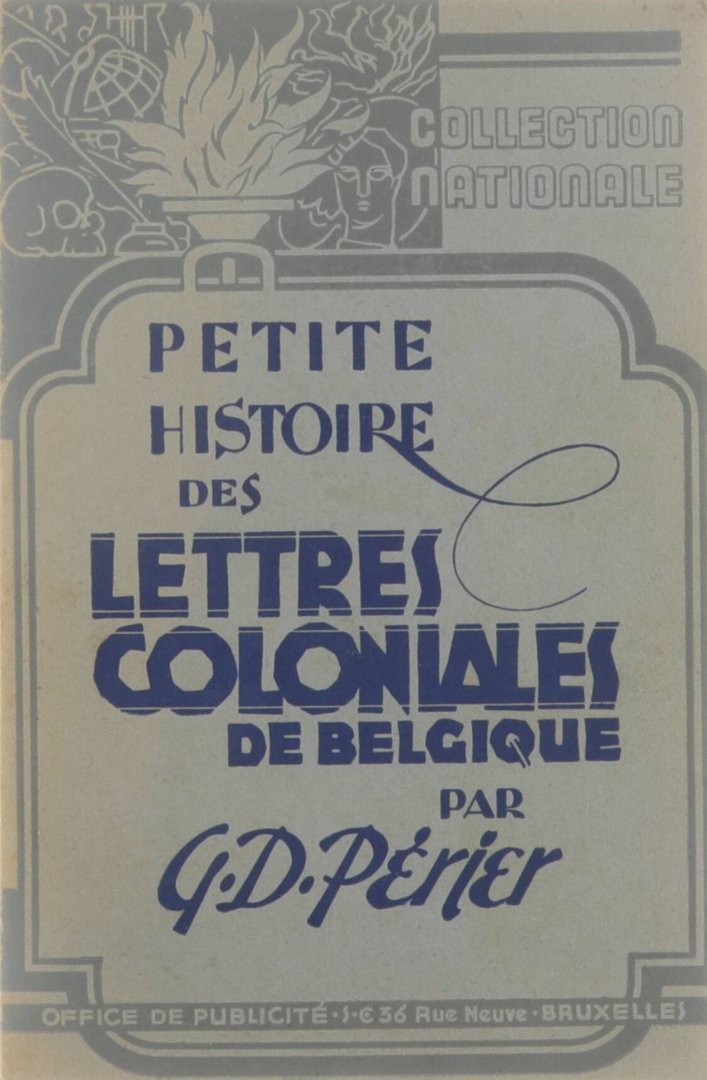 COLLECTION
NATIONALE
PETITE
HISTOIRE
DES
LETTRES
COLONIALES
DE BELGIQUE
PAR
G.D.PÉRIER
OFFICE DE PUBLICITÉ·S·C 36 Rue Neuve·BRUXELLES